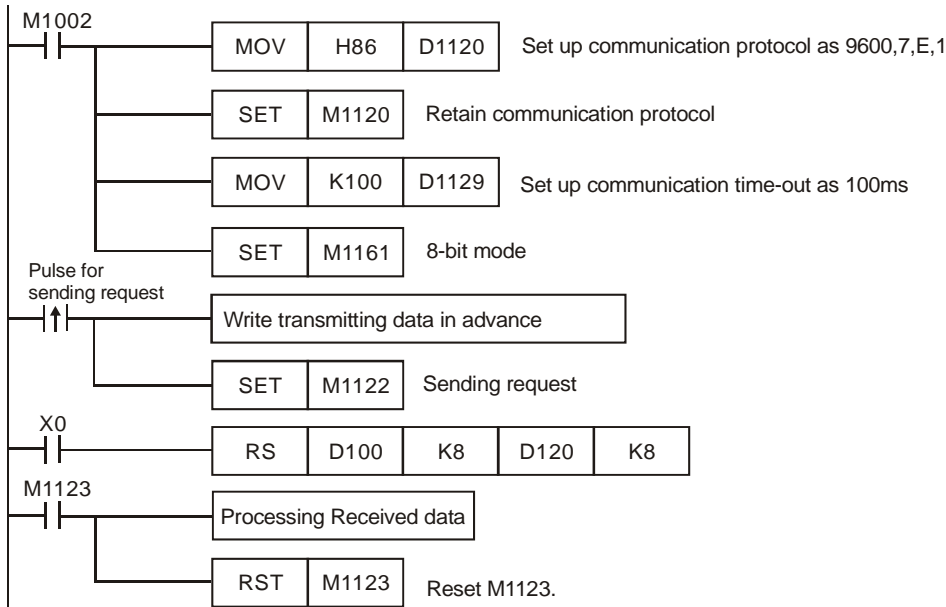 M1002
MOV H86 D1120 Set up communication protocol as 9600,7,E,1
SET M1120 Retain communication protocol
MOV K100 D1129 Set up communication time-out as 100ms
SET M1161 8-bit mode
Pulse for
sending request
Write transmitting data in advance
SET M1122 Sending request
X0
RS D100 K8 D120 K8
M1123
Processing Received data
RST M1123 Reset M1123.